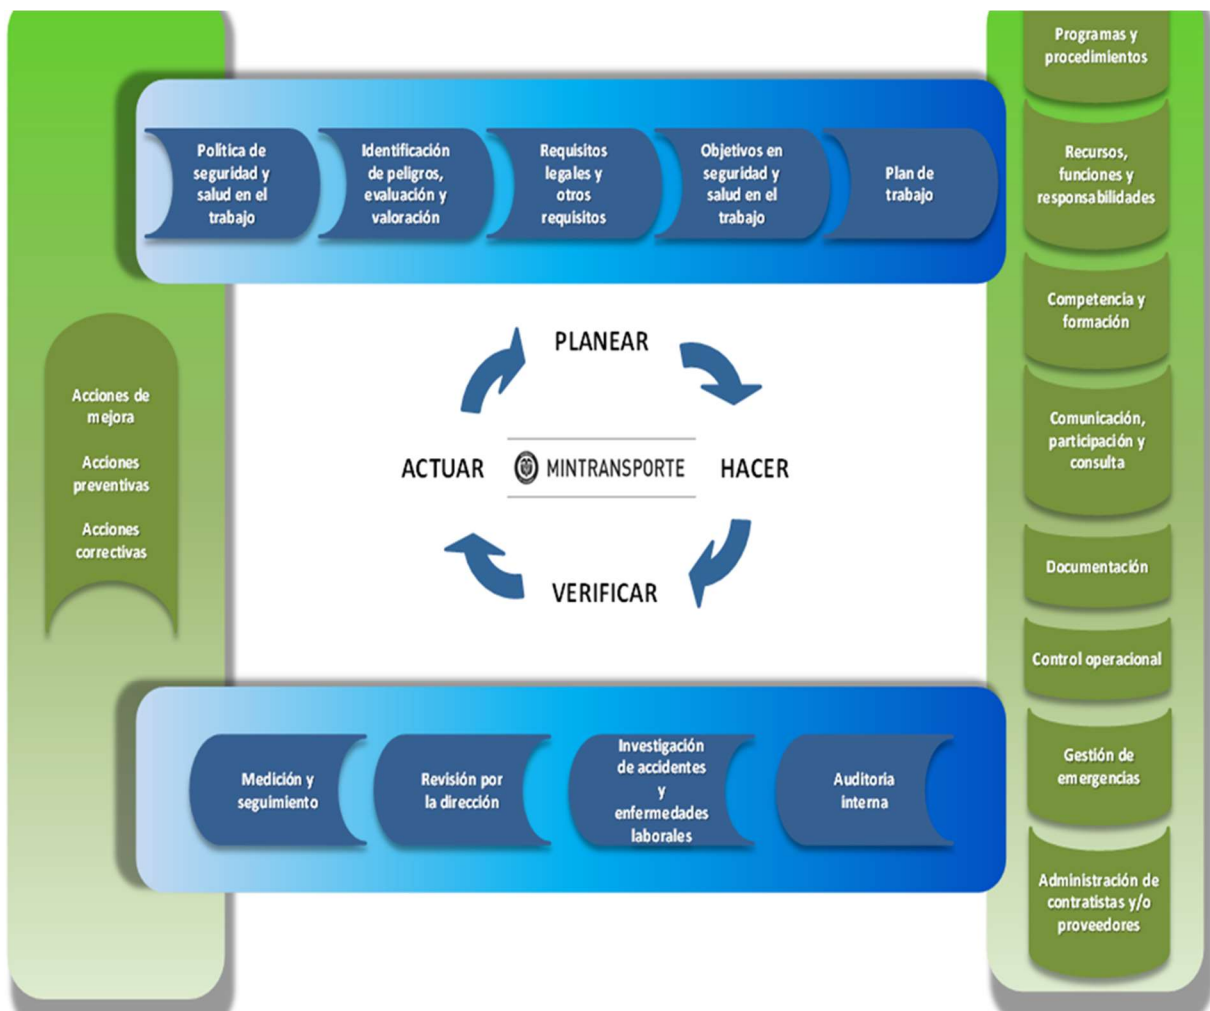 Programas y
procedimientos
Política de
seguridad y
salud en el
trabajo
Identificación
de peligros,
evaluación y
valoración
Requisitos
legales y
otros
requisitos
Objetivos en
seguridad y
salud en el
trabajo
Plan de
trabajo
Recursos,
funciones y
responsabilidades
Competencia y
formación
PLANEAR
Acciones de
mejora
Acciones
preventivas
Acciones
correctivas
ACTUAR
MINTRANSPORTE
HACER
VERIFICAR
Comunicación,
participación y
consulta
Documentación
Control operacional
Medición y
seguimiento
Revisión por
la dirección
Investigación
de accidentes
y
enfermedades
laborales
Auditoria
interna
Gestión de
emergencias
Administración de
contratistas y/o
proveedores